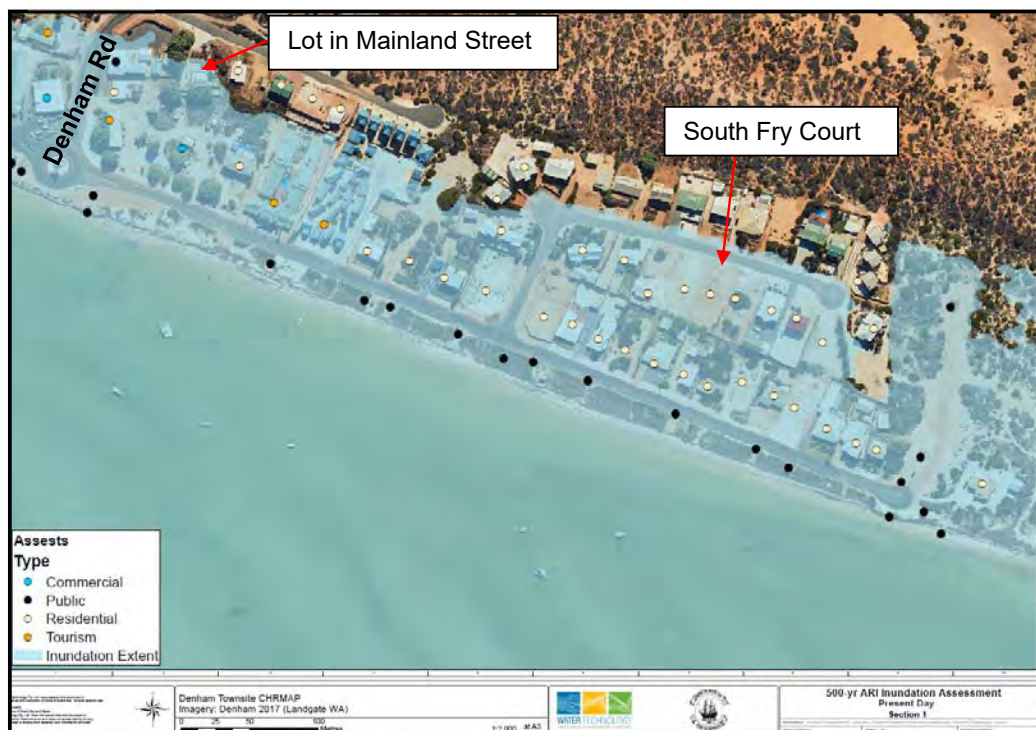 Lot in Mainland Street
Denham Rd
South Fry Court
Assests
Type
Commercial
Public
Residential
Tourism
Inundation Extent
Denham Townsite CHRMAP
Imagery: Denham 2017 (Landgate WA)
0 25 50 100
Metres
1:2,000 at A3
WATER TECHNOLOGY
500-yr ARI Inundation Assessment
Present Day
Section 1